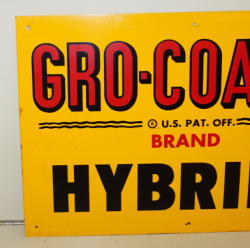 GRO-COA
© U.S. PAT. OFF.
BRAND
HYBRI